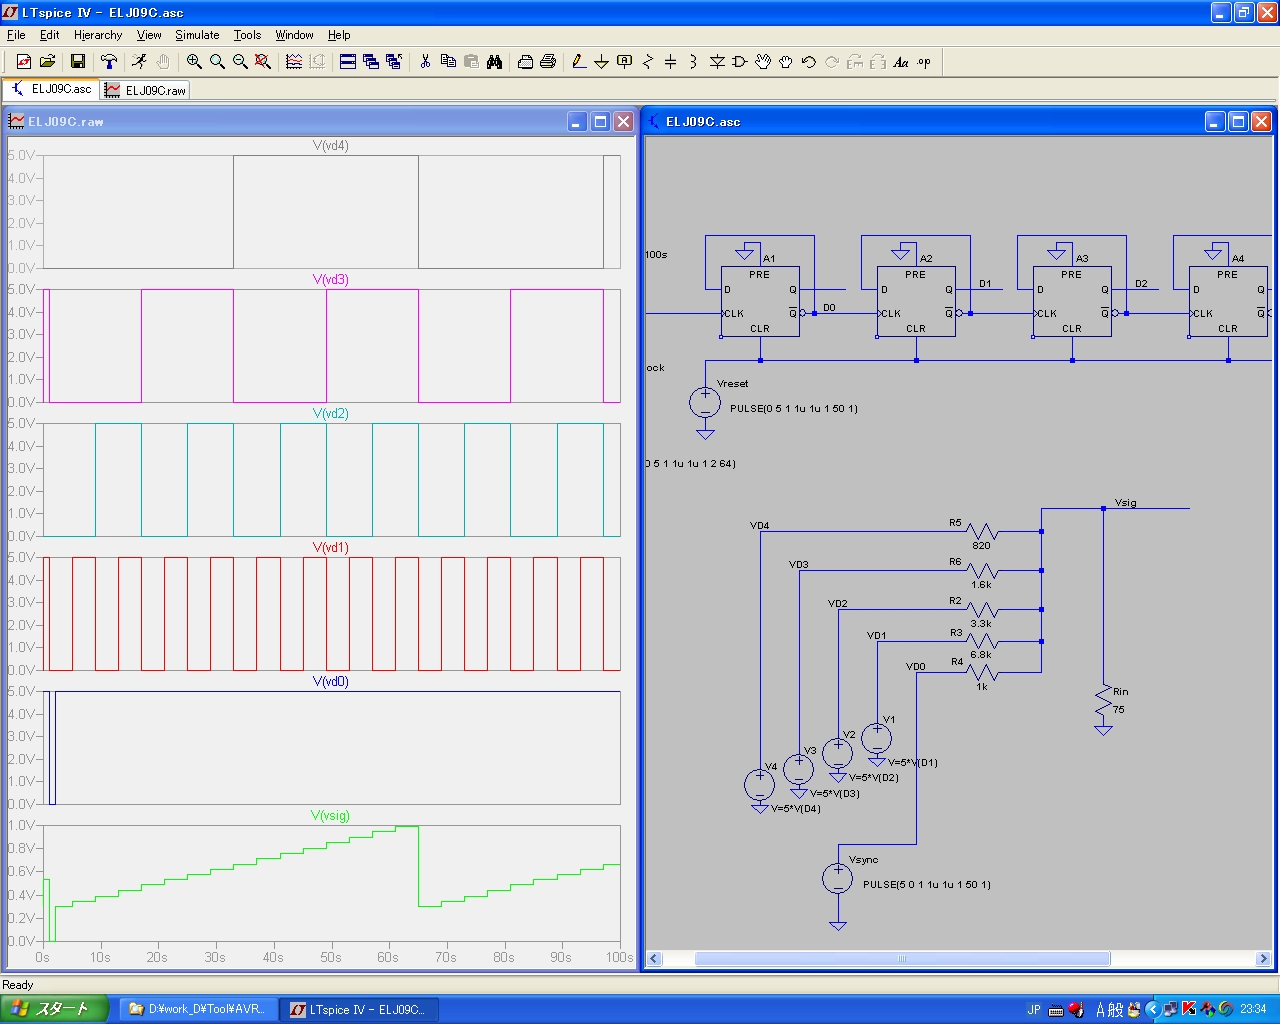 LTspice IV - ELJ09C.asc
File Edit Hierarchy View Simulate Tools Window Help
Aa .op
ELJ09C.asc ELJ09C.raw
ELJ09C.raw
V(vd4)
5.0V
4.0V
3.0V
2.0V
1.0V
0.0V
V(vd3)
5.0V
4.0V
3.0V
2.0V
1.0V
0.0V
V(vd2)
5.0V
4.0V
3.0V
2.0V
1.0V
0.0V
V(vd1)
5.0V
4.0V
3.0V
2.0V
1.0V
0.0V
V(vd0)
5.0V
4.0V
3.0V
2.0V
1.0V
0.0V
V(vsig)
1.0V
0.8V
0.6V
0.4V
0.2V
0.0V
0s 10s 20s 30s 40s 50s 60s 70s 80s 90s 100s
ELJ09C.asc
100s A1 A2 A3 A4
PRE PRE PRE PRE
D Q D Q D1 D Q D2 D Q
CLK Q D0 CLK Q CLK Q CLK Q
CLR CLR CLR CLR
ock
Vreset
PULSE(0 5 1 1u 1u 1 50 1)
0 5 1 1u 1u 1 2 64)
Vsig
VD4 R5
820
VD3 R6
1.6k
VD2 R2
3.3k
VD1 R3
6.8k
VD0 R4
1k
Rin
75
V1
V=5*V(D1)
V2
V=5*V(D2)
V3
V=5*V(D3)
V4
V=5*V(D4)
Vsync
PULSE(5 0 1 1u 1u 1 50 1)
Ready
スタート D:¥work_D¥Tool¥AVR... LTspice IV - ELJ09C... JP A 般 23:34